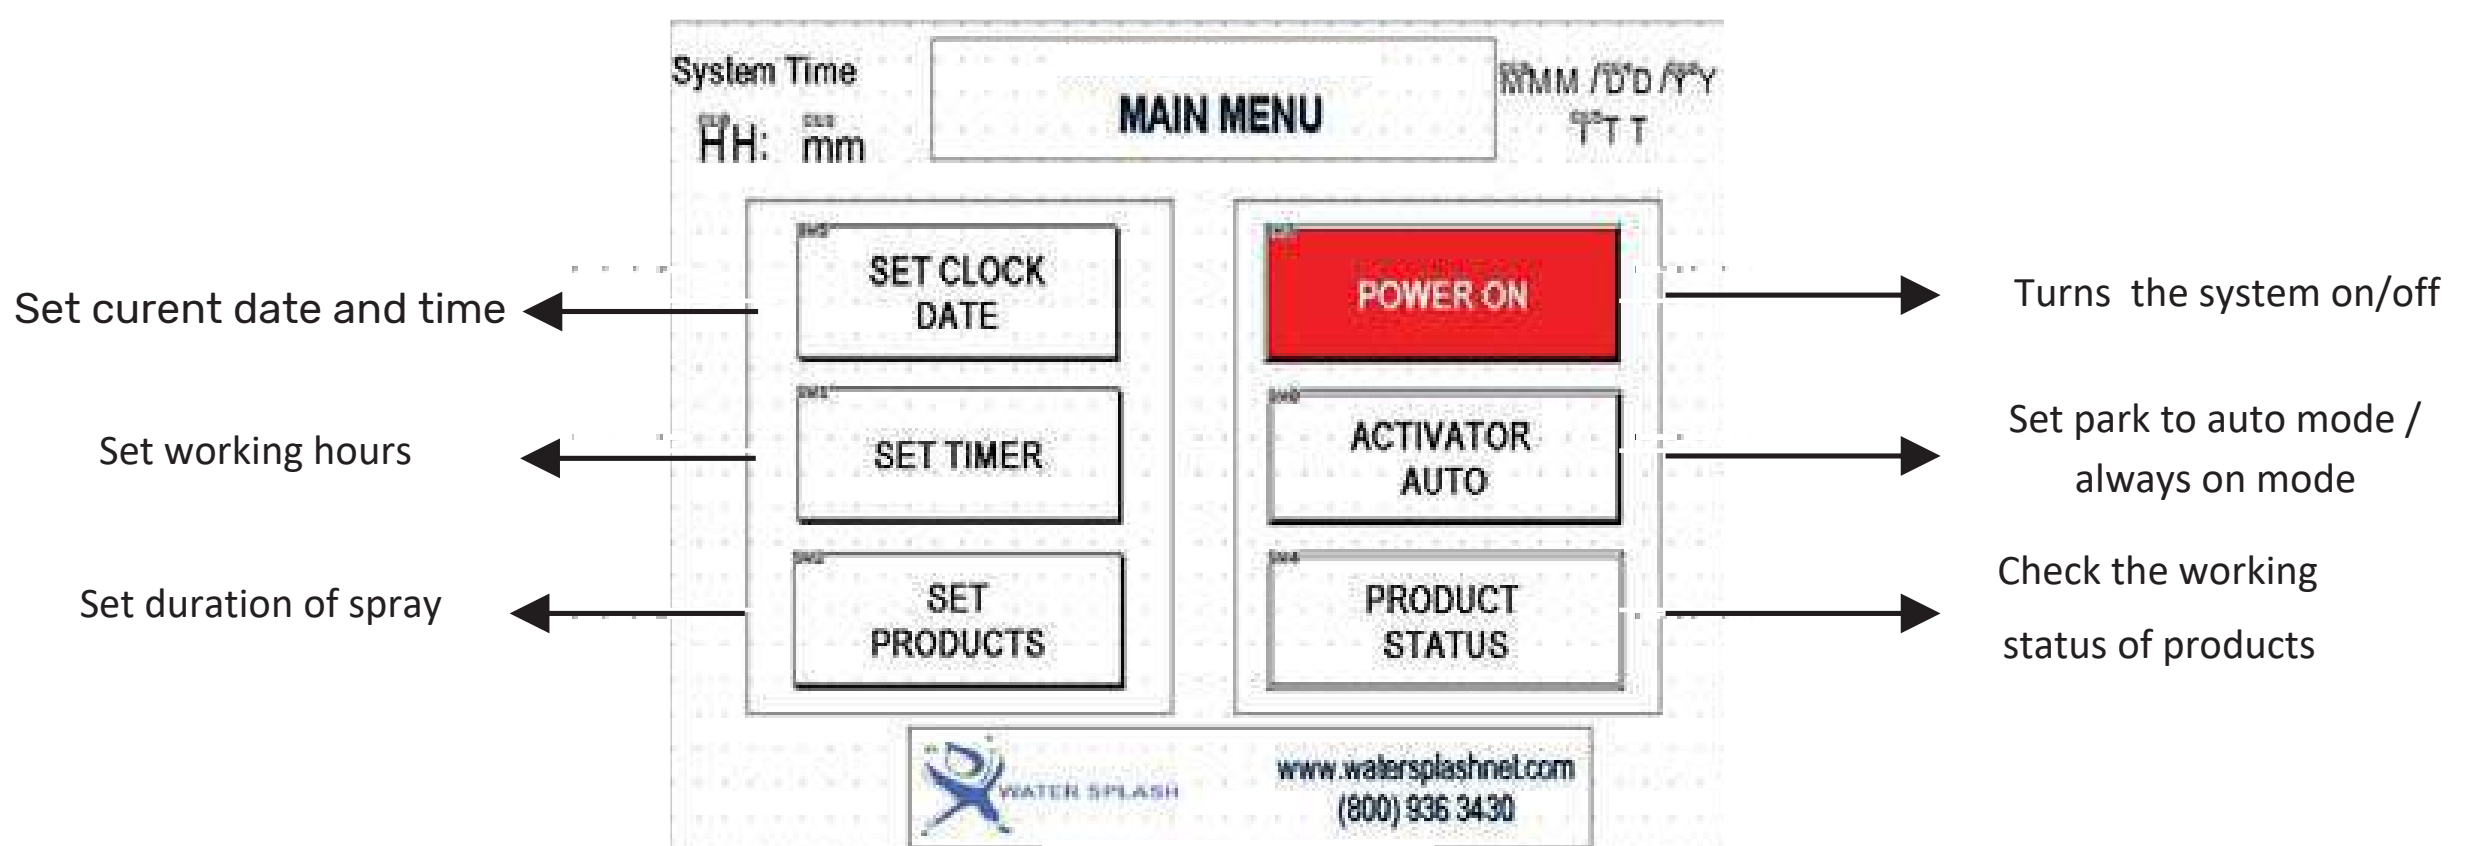 System Time
HH: mm
MAIN MENU
MMM /DD /YY
TTT
SET CLOCK
DATE
SET TIMER
SET
PRODUCTS
POWER ON
ACTIVATOR
AUTO
PRODUCT
STATUS
Set curent date and time
Set working hours
Set duration of spray
Turns the system on/off
Set park to auto mode /
always on mode
Check the working
status of products
WATER SPLASH
www.watersplashnet.com
(800) 936 3430